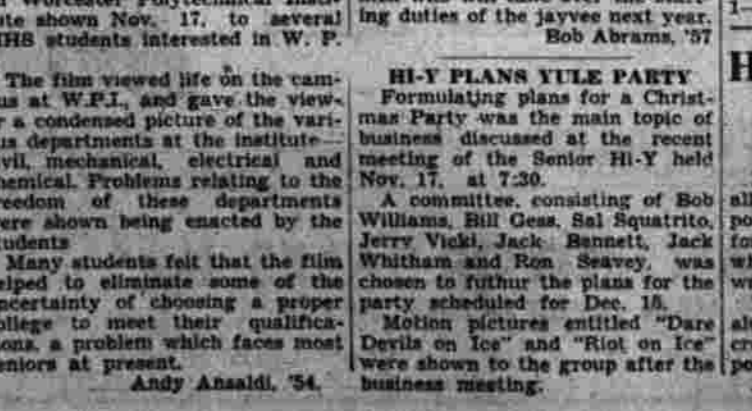 Worcester Polytechnic Insti-
ute shown Nov. 17, to several
HHS students interested in W. P.
The film viewed life on the cam-
us at W.P.I., and gave the view-
r a condensed picture of the vari-
us departments at the institute—
ivil, mechanical, electrical and
hemical. Problems relating to the
reedom of these departments
ere shown being enacted by the
tudents
Many students felt that the film
elped to eliminate some of the
ncertainty of choosing a proper
ollege to meet their qualifica-
ions, a problem which faces most
eniors at present.
Andy Ansaldi, '54.
ing duties of the jayvee next year.
Bob Abrams, '57
HI-Y PLANS YULE PARTY
Formulating plans for a Christ-
mas Party was the main topic of
business discussed at the recent
meeting of the Senior Hi-Y held
Nov. 17, at 7:30.
A committee, consisting of Bob
Williams, Bill Gess, Sal Squatrito,
Jerry Vicki, Jack Bennett, Jack
Whitham and Ron Seavey, was
chosen to futhur the plans for the
party scheduled for Dec. 15.
Motion pictures entitled "Dare
Devils on Ice" and "Riot on Ice"
were shown to the group after the
business meeting.